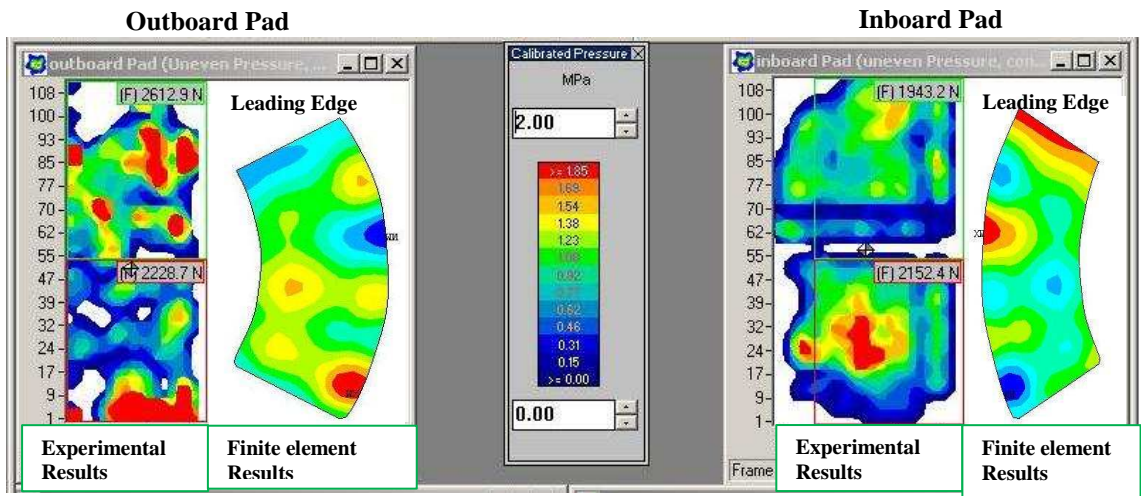 Outboard Pad
Inboard Pad
outboard Pad (Uneven Pressure, ...
108
100
93
85
77
70
62
55
47
39
32
24
17
9
1
(F) 2612.9 N
2228.7 N
Leading Edge
Experimental
Results
Finite element
Results
Calibrated Pressure
MPa
2.00
>= 1.85
1.69
1.54
1.38
1.23
1.08
0.92
0.77
0.62
0.46
0.31
0.15
>= 0.00
0.00
inboard Pad (uneven Pressure, con...
108
100
93
85
77
70
62
55
47
39
32
24
17
9
1
(F) 1943.2 N
(F) 2152.4 N
Leading Edge
Frame
Experimental
Results
Finite element
Results